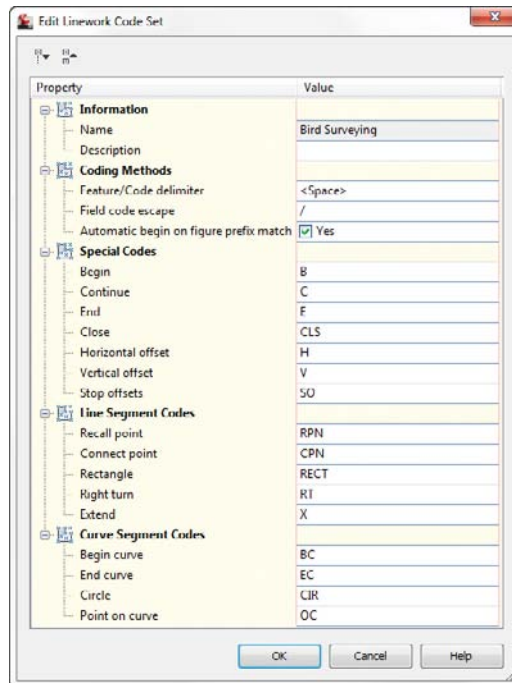 Edit Linework Code Set
Property Value
Information
Name Bird Surveying
Description
Coding Methods
Feature/Code delimiter <Space>
Field code escape /
Automatic begin on figure prefix match Yes
Special Codes
Begin B
Continue C
End E
Close CLS
Horizontal offset H
Vertical offset V
Stop offsets SO
Line Segment Codes
Recall point RPN
Connect point CPN
Rectangle RECT
Right turn RT
Extend X
Curve Segment Codes
Begin curve BC
End curve EC
Circle CIR
Point on curve OC
OK Cancel Help